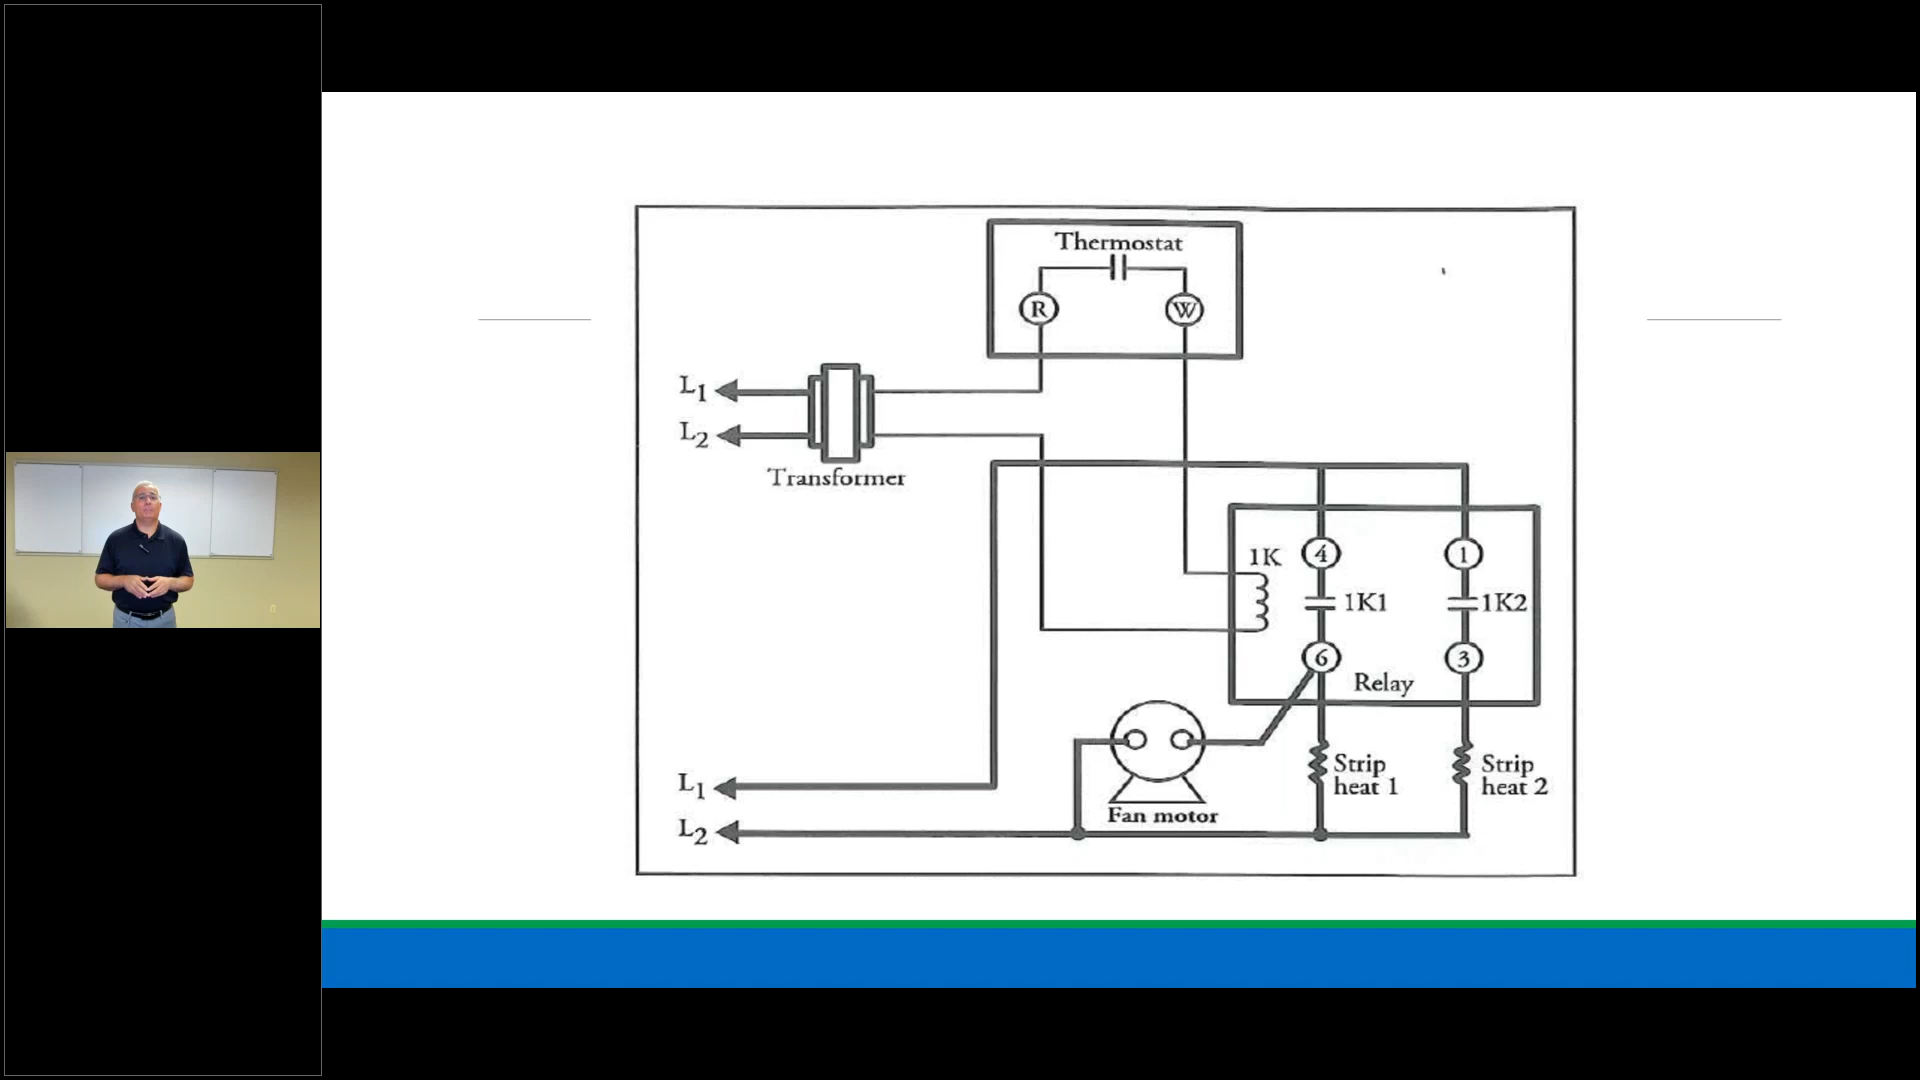 Thermostat
R
W
L1
L2
Transformer
1K
4
1
1K1
1K2
6
3
Relay
L1
L2
Fan motor
Strip
heat 1
Strip
heat 2